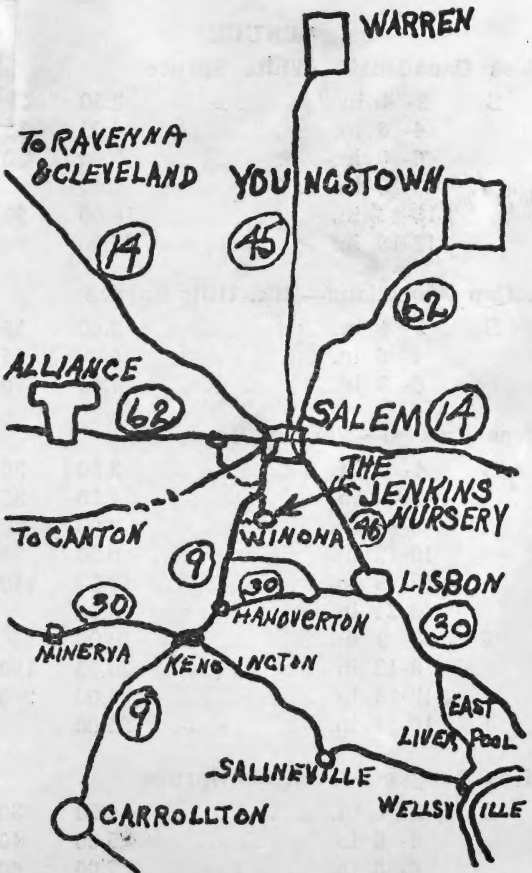 WARREN
To RAVENNA
& CLEVELAND
YOUNGSTOWN
45
14
62
ALLIANCE
62
SALEM
14
THE
JENKINS
NURSERY
TO CANTON
WINONA
46
9
30
LISBON
HANOVERTON
30
30
MINERVA
KENSINGTON
9
EAST
LIVERPOOL
SALINEVILLE
WELLSVILLE
CARROLLTON